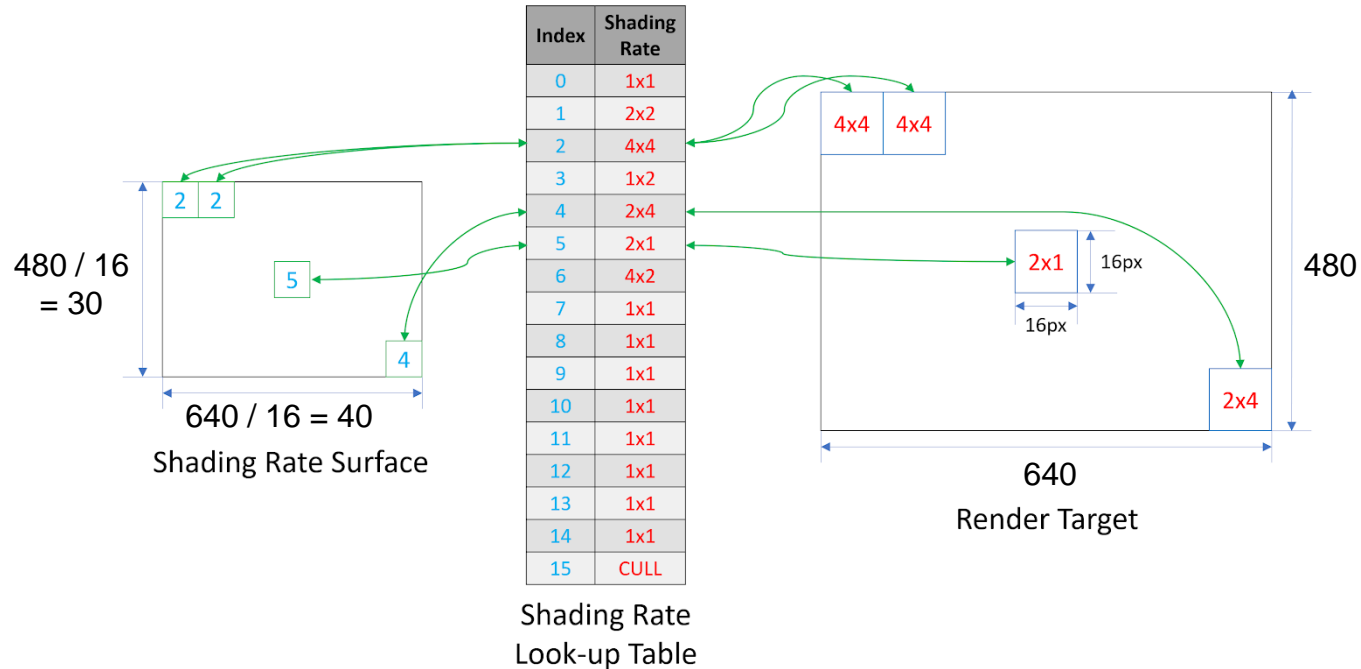 2 2
5
4
480 / 16
= 30
640 / 16 = 40
Shading Rate Surface
Index Shading
Rate
0 1x1
1 2x2
2 4x4
3 1x2
4 2x4
5 2x1
6 4x2
7 1x1
8 1x1
9 1x1
10 1x1
11 1x1
12 1x1
13 1x1
14 1x1
15 CULL
Shading Rate
Look-up Table
4x4 4x4
2x1
16px
16px
2x4
480
640
Render Target